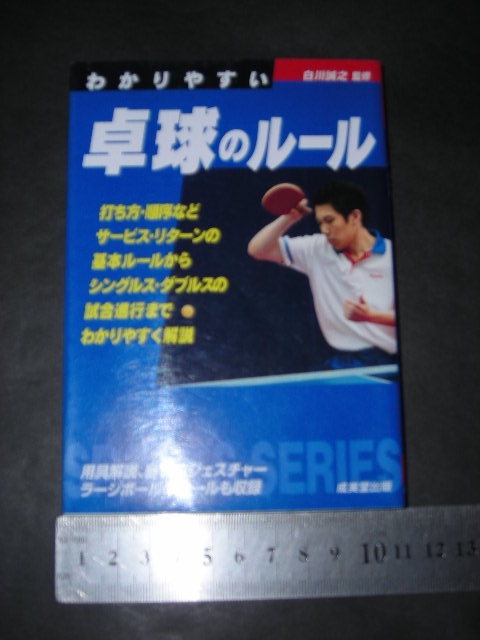 わかりやすい
白川誠之 監修
卓球のルール
打ち方・順序など
サービス・リターンの
基本ルールから
シングルス・ダブルスの
試合進行まで
わかりやすく解説
SERIES
用具解説
ジェスチャー
ラージボール
ルールも収録
成美堂出版
1 2 3 5 6 7 8 9 10 11 12 13